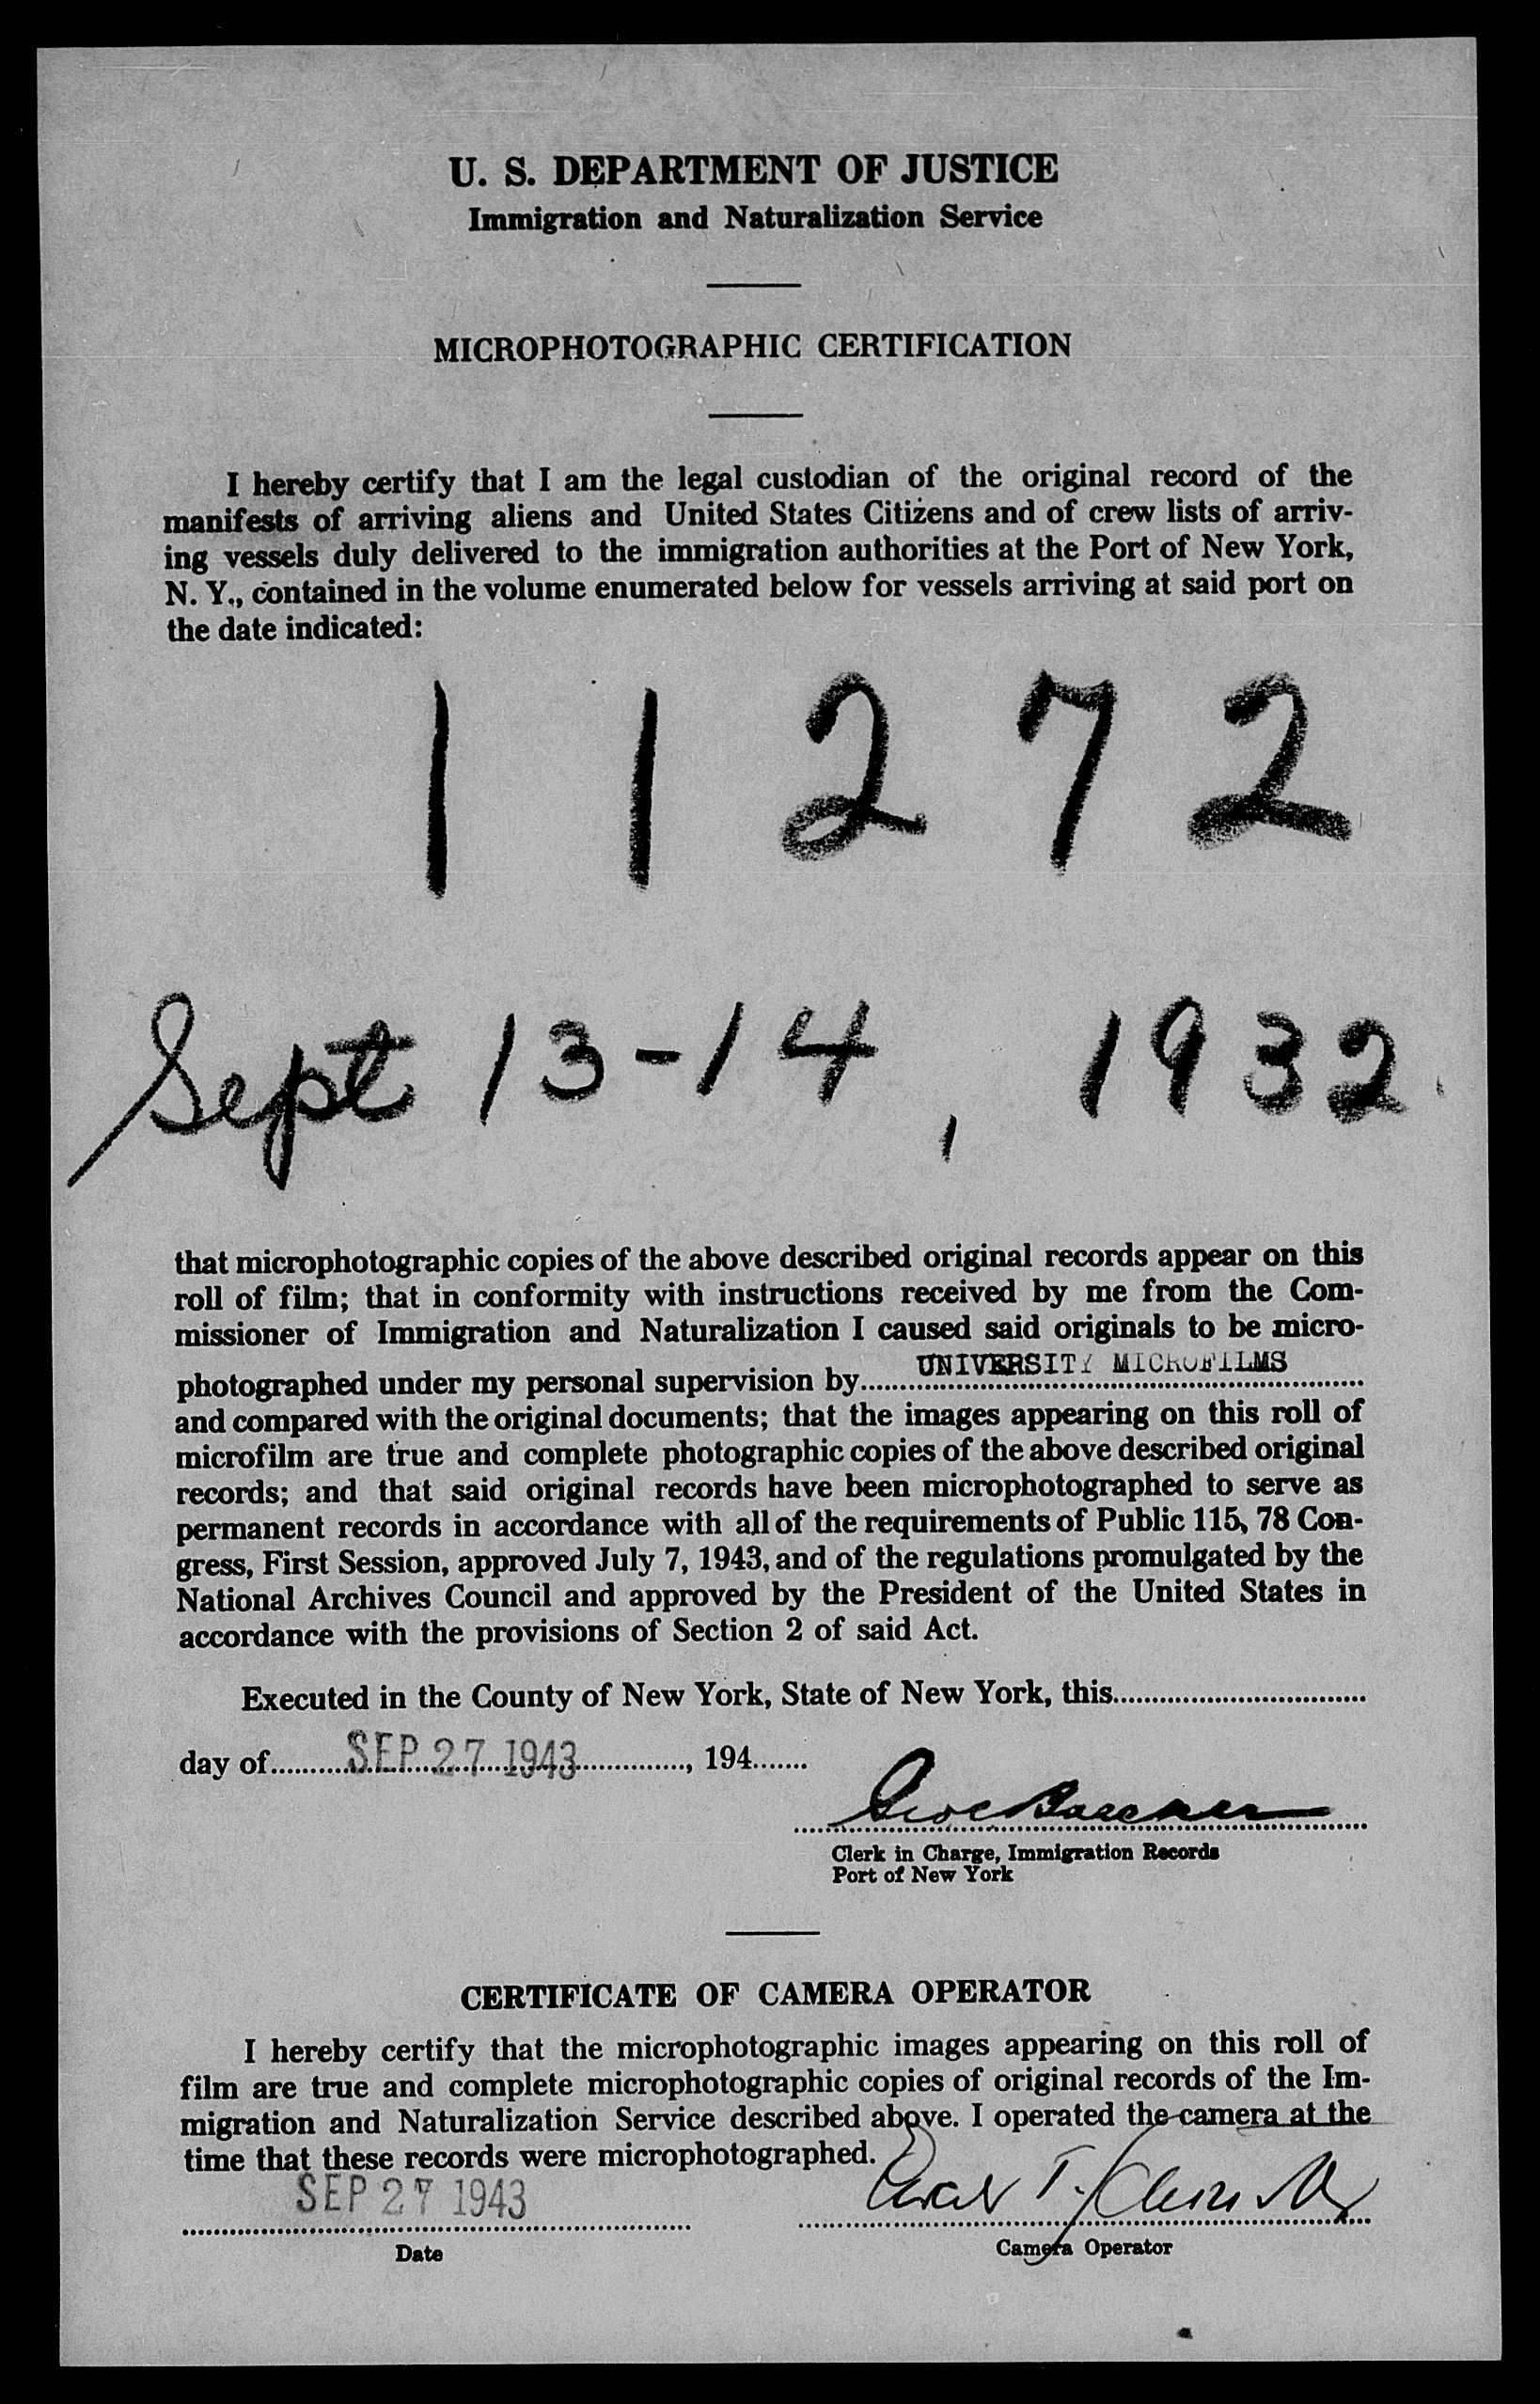 U. S. DEPARTMENT OF JUSTICE
Immigration and Naturalization Service
MICROPHOTOGRAPHIC CERTIFICATION
I hereby certify that I am the legal custodian of the original record of the
manifests of arriving aliens and United States Citizens and of crew lists of arriv-
ing vessels duly delivered to the immigration authorities at the Port of New York,
N. Y., contained in the volume enumerated below for vessels arriving at said port on
the date indicated:
11272
Sept 13-14, 1932
that microphotographic copies of the above described original records appear on this
roll of film; that in conformity with instructions received by me from the Com-
missioner of Immigration and Naturalization I caused said originals to be micro-
photographed under my personal supervision by UNIVERSITY MICROFILMS
and compared with the original documents; that the images appearing on this roll of
microfilm are true and complete photographic copies of the above described original
records; and that said original records have been microphotographed to serve as
permanent records in accordance with all of the requirements of Public 115, 78 Con-
gress, First Session, approved July 7, 1943, and of the regulations promulgated by the
National Archives Council and approved by the President of the United States in
accordance with the provisions of Section 2 of said Act.
Executed in the County of New York, State of New York, this
day of SEP 27 1943, 194
Clerk in Charge, Immigration Records
Port of New York
CERTIFICATE OF CAMERA OPERATOR
I hereby certify that the microphotographic images appearing on this roll of
film are true and complete microphotographic copies of original records of the Im-
migration and Naturalization Service described above. I operated the camera at the
time that these records were microphotographed.
SEP 27 1943
Date
Camera Operator